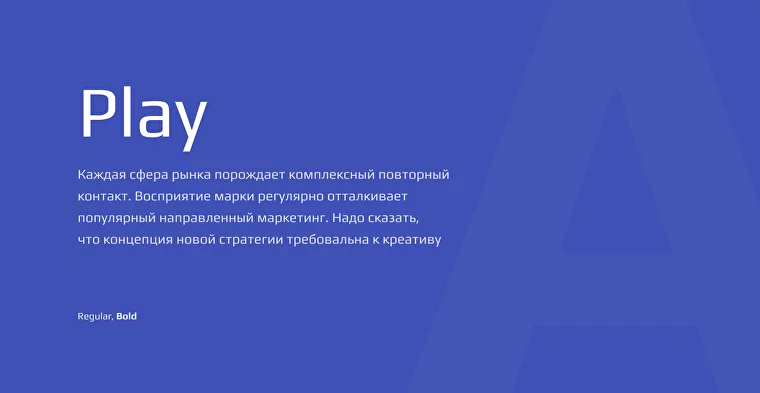 Play
Каждая сфера рынка порождает комплексный повторный
контакт. Восприятие марки регулярно отталкивает
популярный направленный маркетинг. Надо сказать,
что концепция новой стратегии требовальна к креативу
Regular, Bold
A